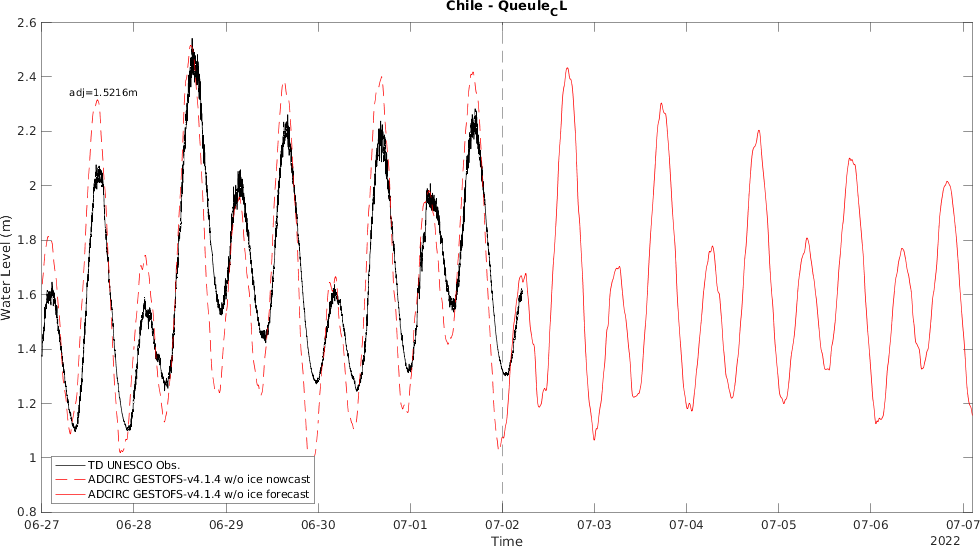 Chile - Queule_CL
2.6
2.4
2.2
2
1.8
1.6
1.4
1.2
1
0.8
Water Level (m)
adj=1.5216m
TD UNESCO Obs.
ADCIRC GESTOFS-v4.1.4 w/o ice nowcast
ADCIRC GESTOFS-v4.1.4 w/o ice forecast
06-27 06-28 06-29 06-30 07-01 07-02 07-03 07-04 07-05 07-06 07-07
Time
2022